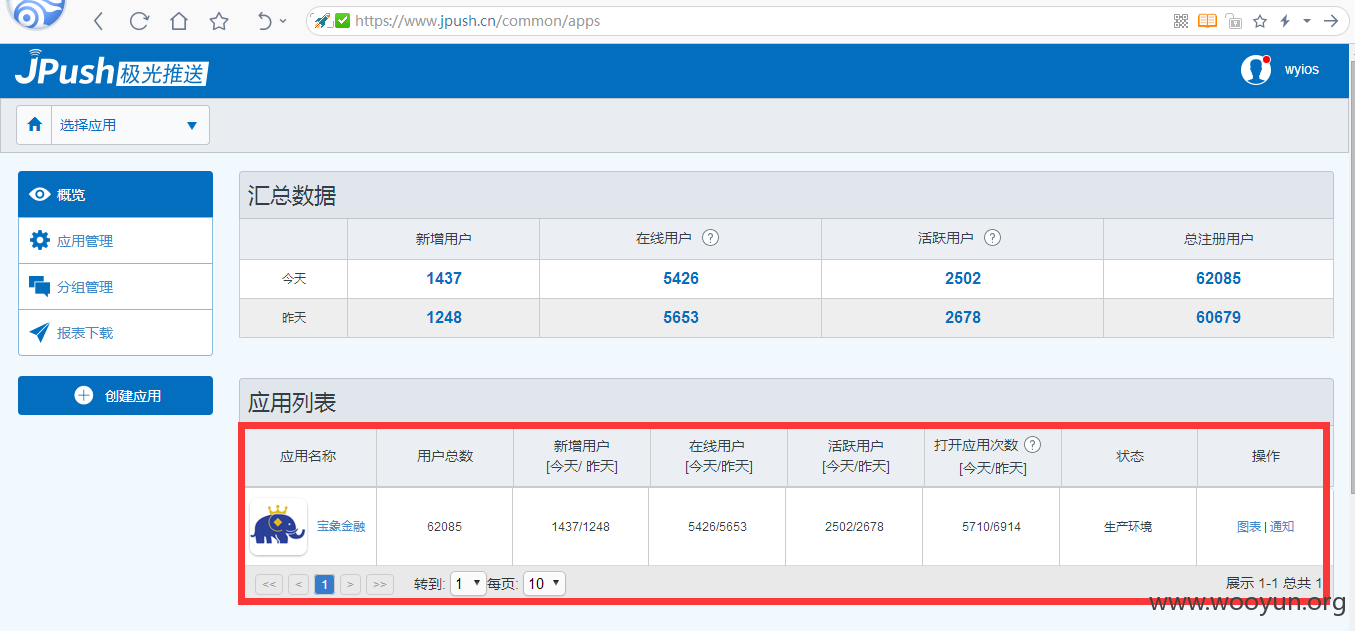 https://www.jpush.cn/common/apps
JPush极光推送
wyios
选择应用
概览
应用管理
分组管理
报表下载
创建应用
汇总数据
新增用户 在线用户 ? 活跃用户 ? 总注册用户
今天 1437 5426 2502 62085
昨天 1248 5653 2678 60679
应用列表
应用名称 用户总数 新增用户 在线用户 活跃用户 打开应用次数 ? 状态 操作
[今天/ 昨天] [今天/昨天] [今天/昨天] [今天/昨天]
宝象金融 62085 1437/1248 5426/5653 2502/2678 5710/6914 生产环境 图表 | 通知
<< < 1 > >> 转到: 1 每页: 10 展示 1-1 总共 1
www.wooyun.org